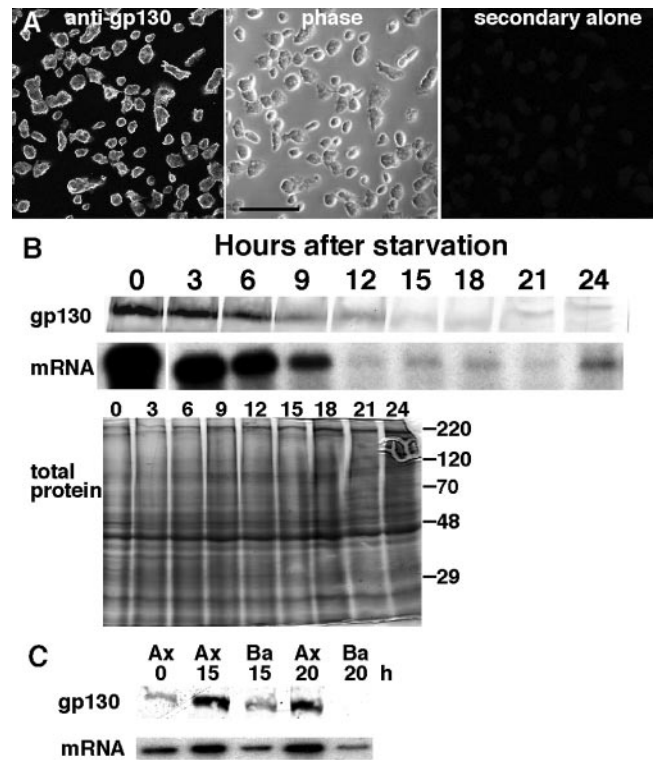 A anti-gp130 phase secondary alone
B Hours after starvation
0 3 6 9 12 15 18 21 24
gp130
mRNA
0 3 6 9 12 15 18 21 24
total protein
-220
-120
-70
-48
-29
C Ax Ax Ba Ax Ba
0 15 15 20 20 h
gp130
mRNA